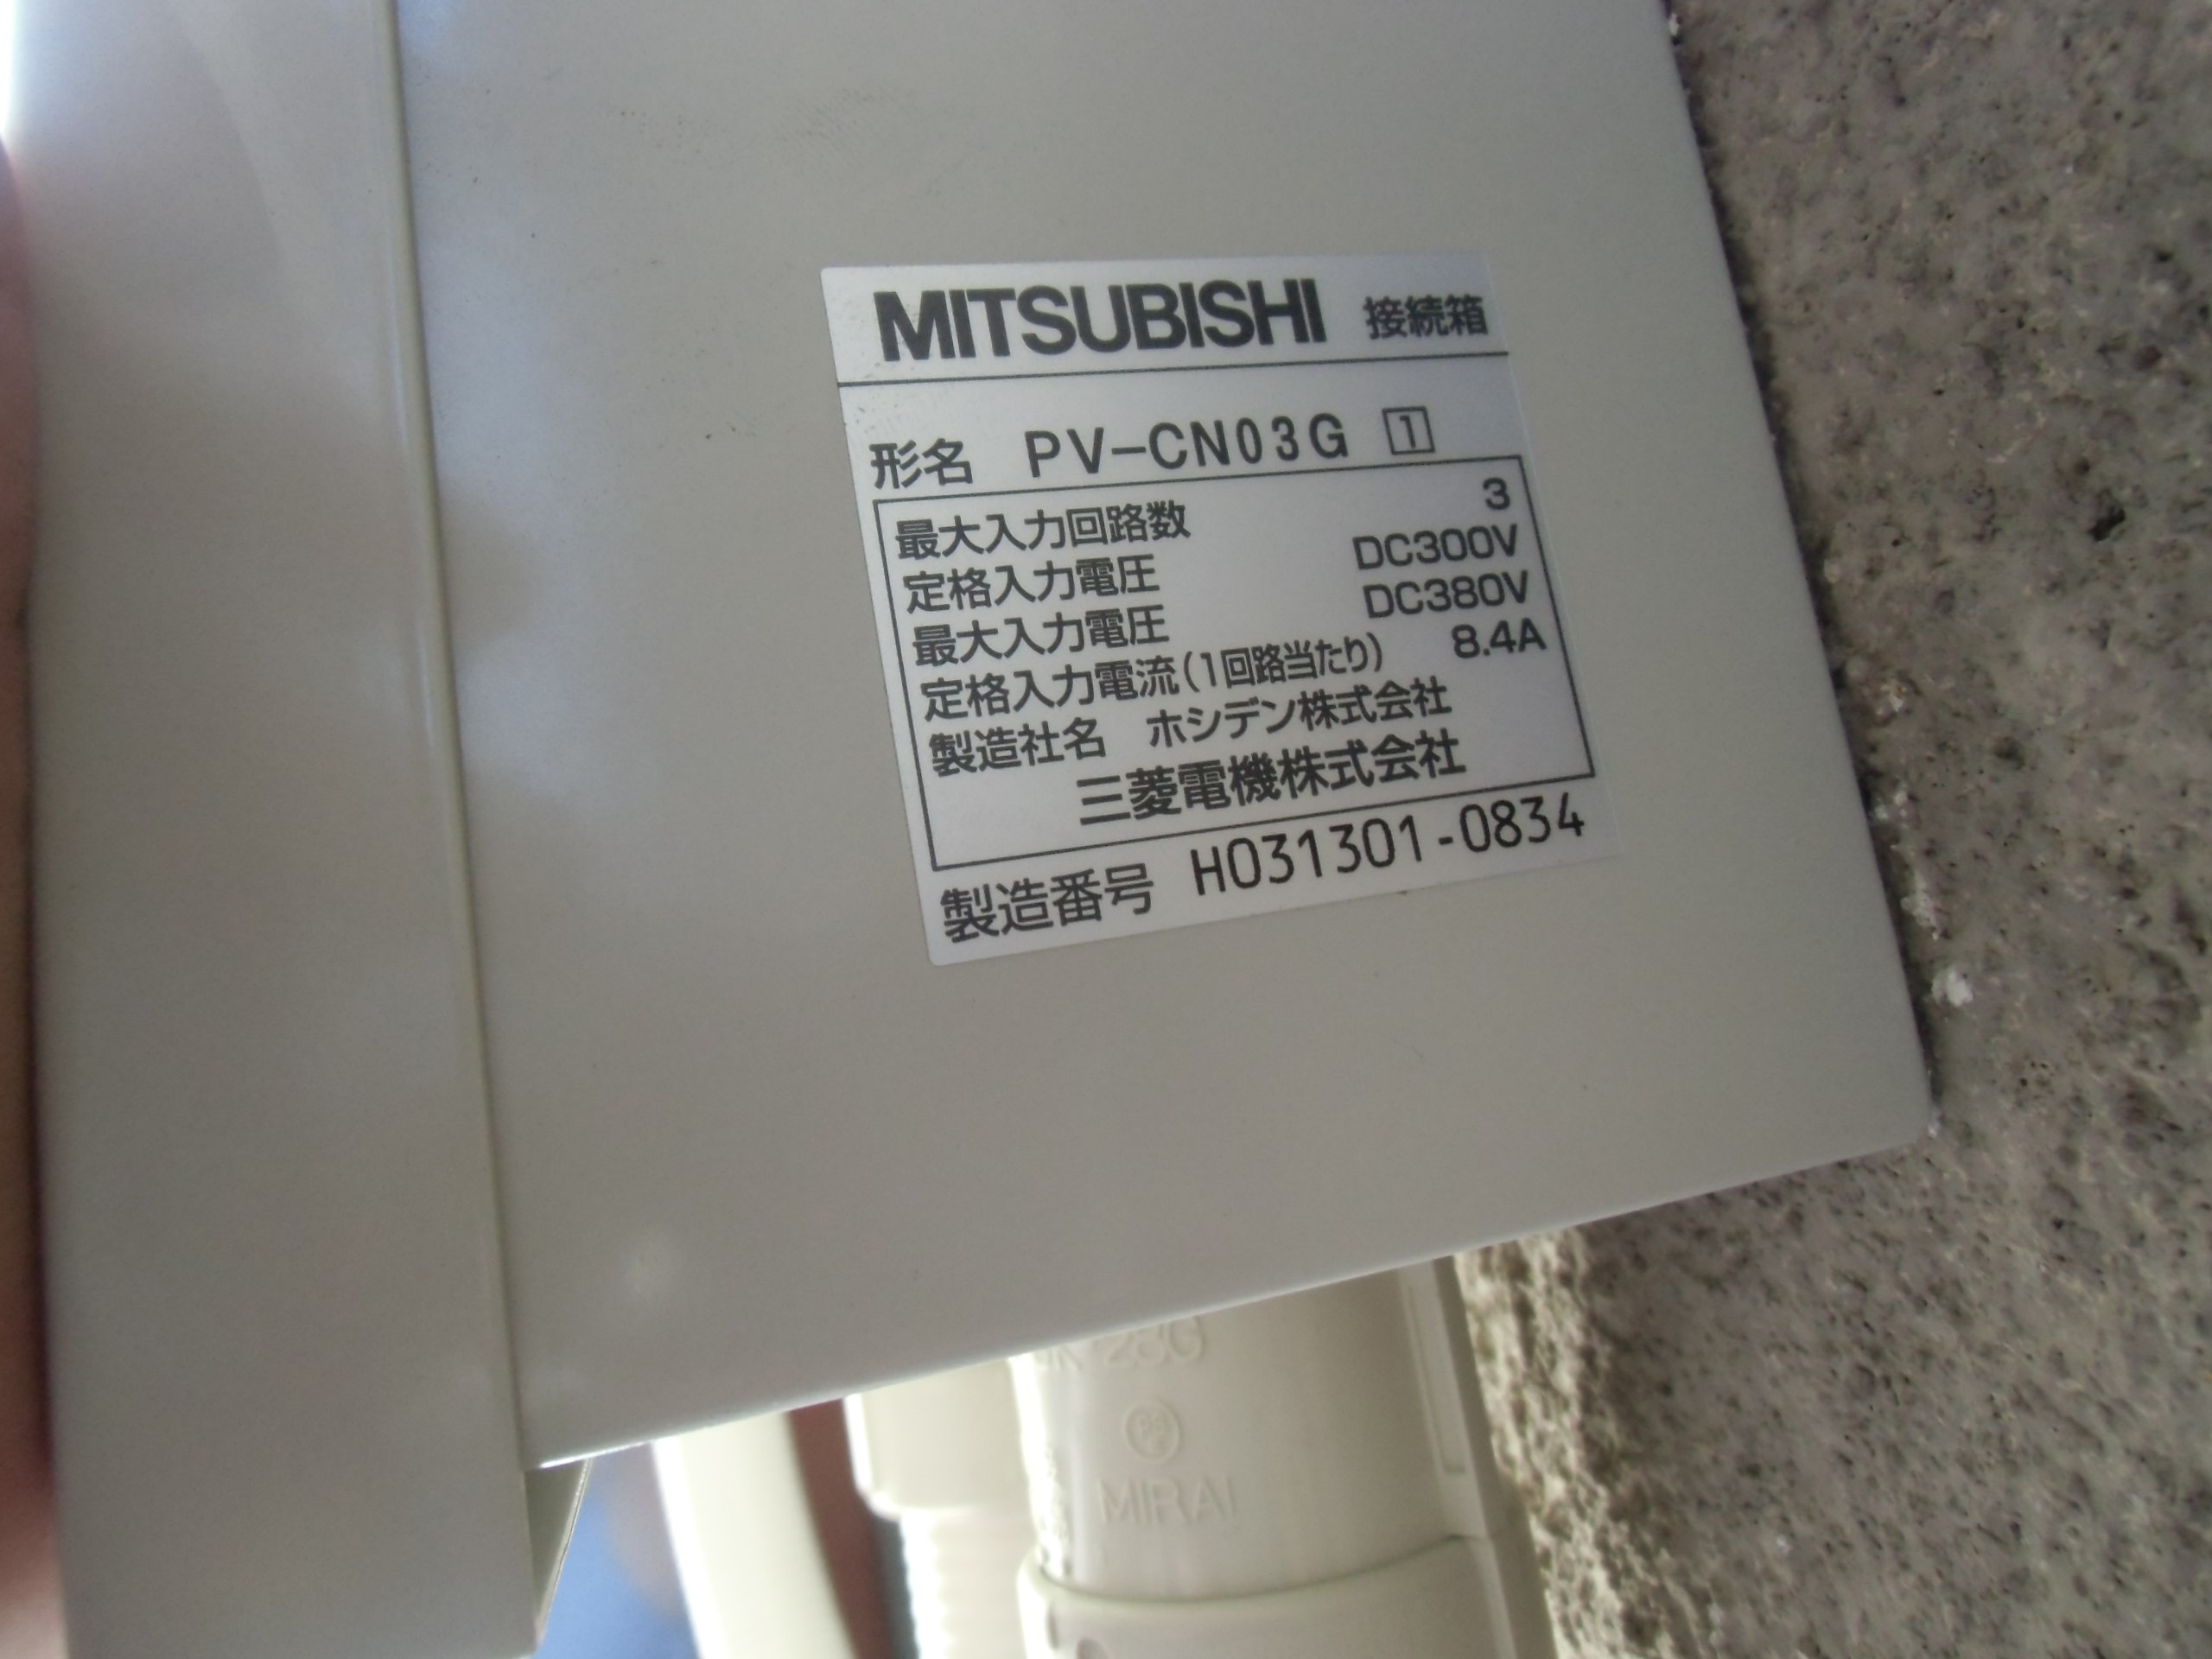 MITSUBISHI 接続箱
形名 PV-CN03G 1
最大入力回路数 3
定格入力電圧 DC300V
最大入力電圧 DC380V
定格入力電流(1回路当たり) 8.4A
製造社名 ホシデン株式会社
三菱電機株式会社
製造番号 H031301-0834
28G
MIRAI